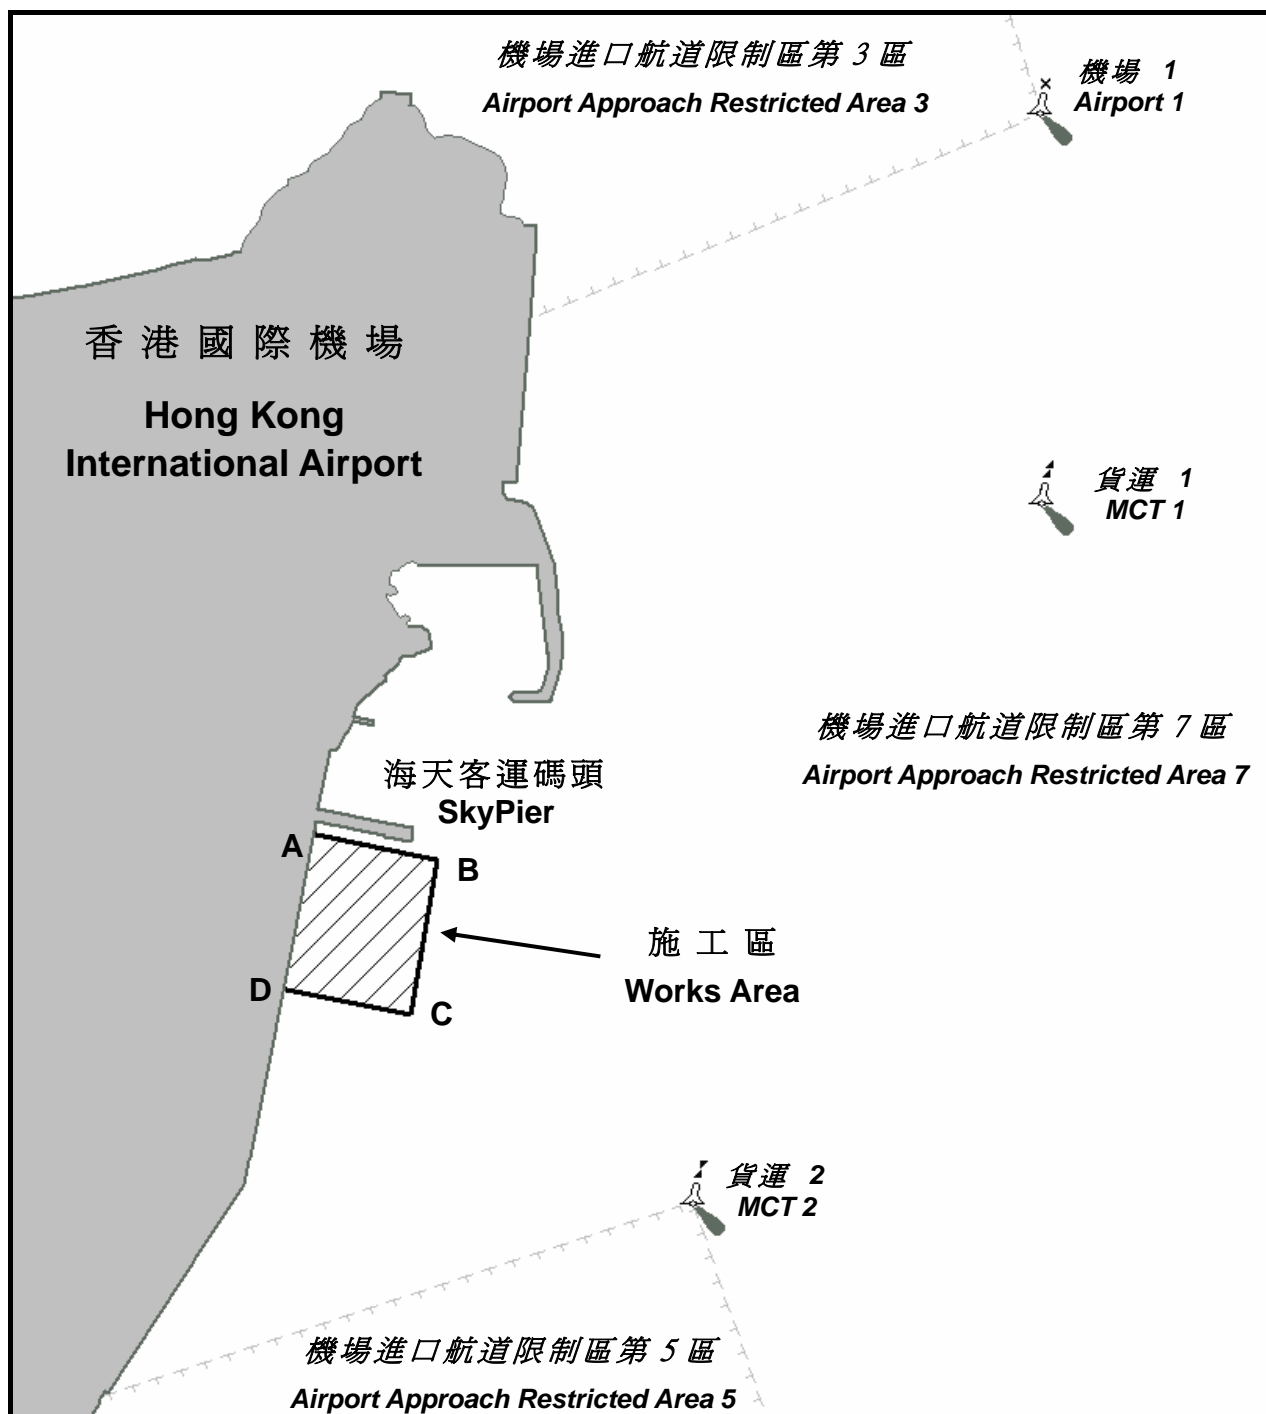 機場進口航道限制區第 3 區
Airport Approach Restricted Area 3
機場 1
Airport 1
香港國際機場
Hong Kong
International Airport
貨運 1
MCT 1
機場進口航道限制區第 7 區
Airport Approach Restricted Area 7
海天客運碼頭
SkyPier
A
B
施工區
Works Area
D
C
貨運 2
MCT 2
機場進口航道限制區第 5 區
Airport Approach Restricted Area 5